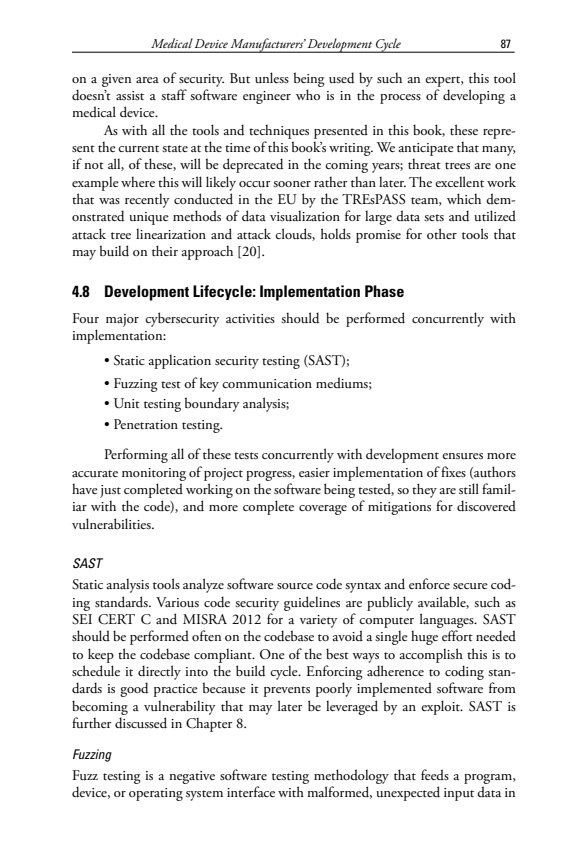 Medical Device Manufacturers’ Development Cycle 87
on a given area of security. But unless being used by such an expert, this tool
doesn’t assist a staff software engineer who is in the process of developing a
medical device.
As with all the tools and techniques presented in this book, these repre-
sent the current state at the time of this book’s writing. We anticipate that many,
if not all, of these, will be deprecated in the coming years; threat trees are one
example where this will likely occur sooner rather than later. The excellent work
that was recently conducted in the EU by the TREsPASS team, which dem-
onstrated unique methods of data visualization for large data sets and utilized
attack tree linearization and attack clouds, holds promise for other tools that
may build on their approach [20].
4.8 Development Lifecycle: Implementation Phase
Four major cybersecurity activities should be performed concurrently with
implementation:
• Static application security testing (SAST);
• Fuzzing test of key communication mediums;
• Unit testing boundary analysis;
• Penetration testing.
Performing all of these tests concurrently with development ensures more
accurate monitoring of project progress, easier implementation of fixes (authors
have just completed working on the software being tested, so they are still famil-
iar with the code), and more complete coverage of mitigations for discovered
vulnerabilities.
SAST
Static analysis tools analyze software source code syntax and enforce secure cod-
ing standards. Various code security guidelines are publicly available, such as
SEI CERT C and MISRA 2012 for a variety of computer languages. SAST
should be performed often on the codebase to avoid a single huge effort needed
to keep the codebase compliant. One of the best ways to accomplish this is to
schedule it directly into the build cycle. Enforcing adherence to coding stan-
dards is good practice because it prevents poorly implemented software from
becoming a vulnerability that may later be leveraged by an exploit. SAST is
further discussed in Chapter 8.
Fuzzing
Fuzz testing is a negative software testing methodology that feeds a program,
device, or operating system interface with malformed, unexpected input data in